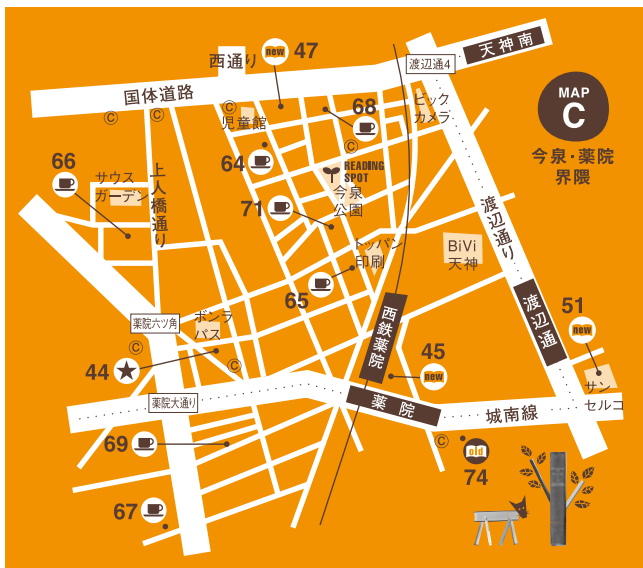 天神南
渡辺通4
西通り
new 47
国体道路
MAP
C
今泉・薬院
界隈
ビック
カメラ
68
児童館
Ⓒ
Ⓒ
Ⓒ
Ⓒ
64
READING
SPOT
今泉
公園
66
サウス
ガーデン
上人橋通り
71
渡辺通り
トッパン
印刷
BiVi
天神
65
西鉄薬院
渡辺通
51
new
薬院六ツ角
ボンラ
パス
Ⓒ
Ⓒ
44
45
new
サン
セルコ
薬院大通り
薬院
城南線
69
Ⓒ
old
74
67